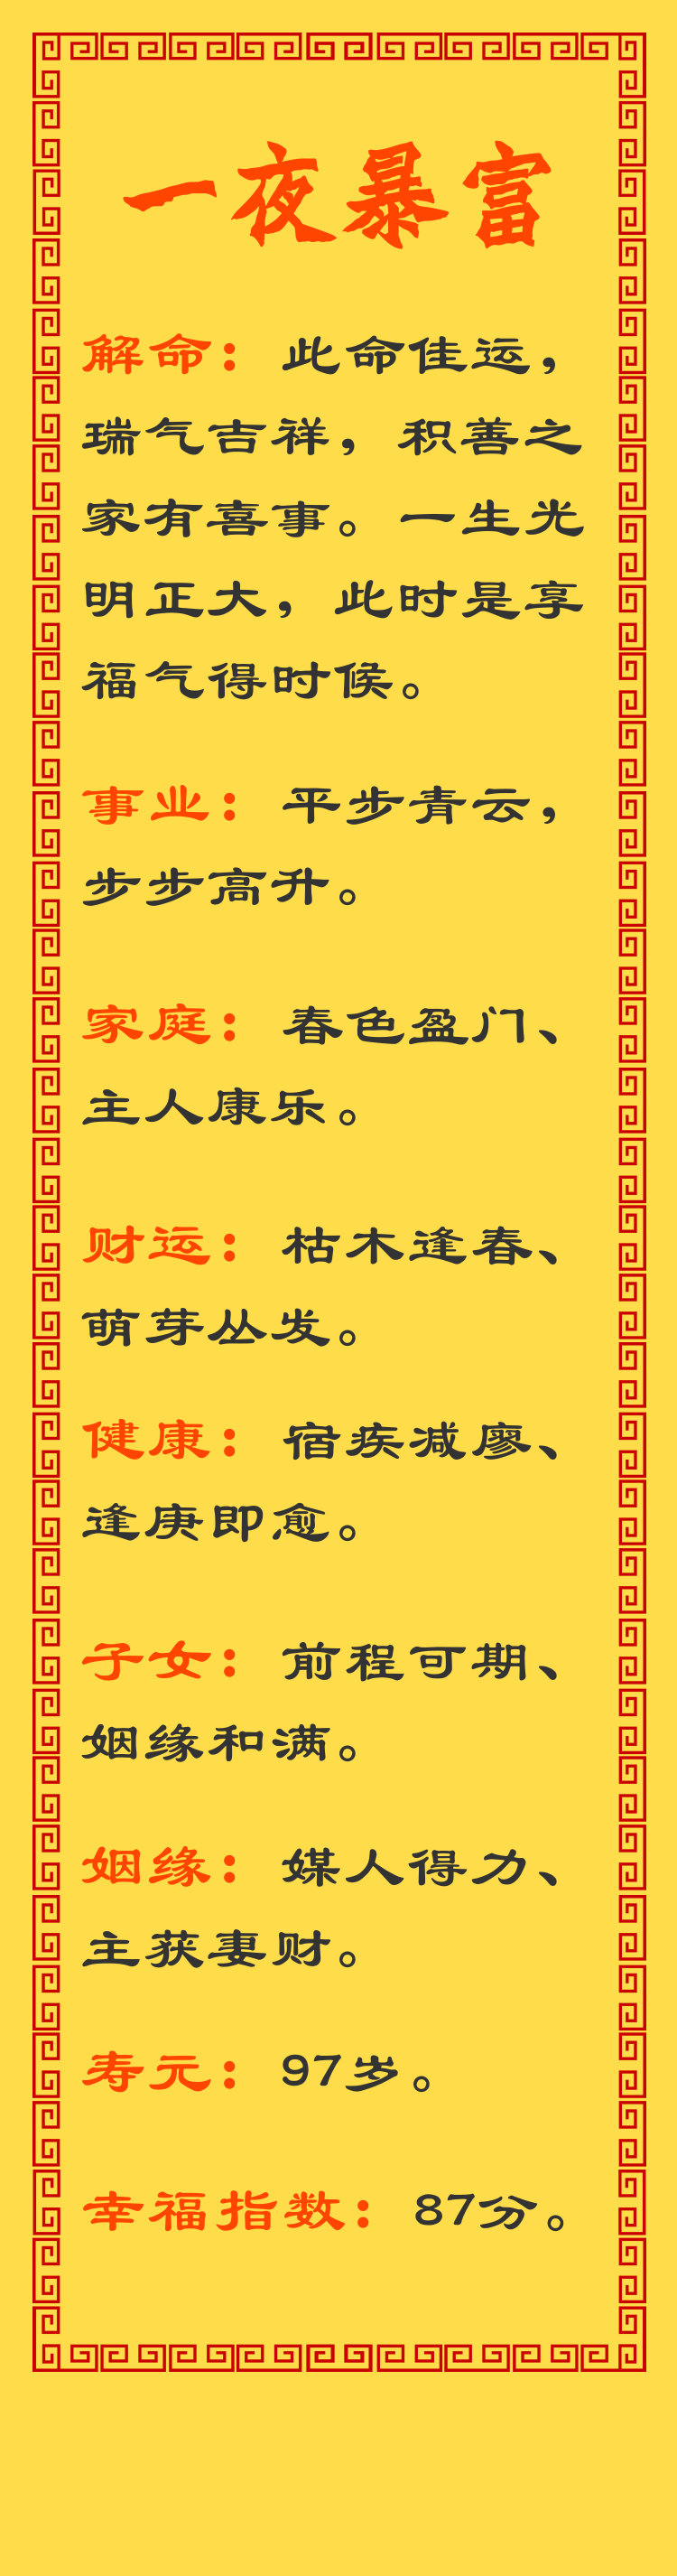 一夜暴富
解命：此命佳运，
瑞气吉祥，积善之
家有喜事。一生光
明正大，此时是享
福气得时候。
事业：平步青云，
步步高升。
家庭：春色盈门、
主人康乐。
财运：枯木逢春、
萌芽丛发。
健康：宿疾减廖、
逢庚即愈。
子女：前程可期、
姻缘和满。
姻缘：媒人得力、
主获妻财。
寿元：97岁。
幸福指数：87分。